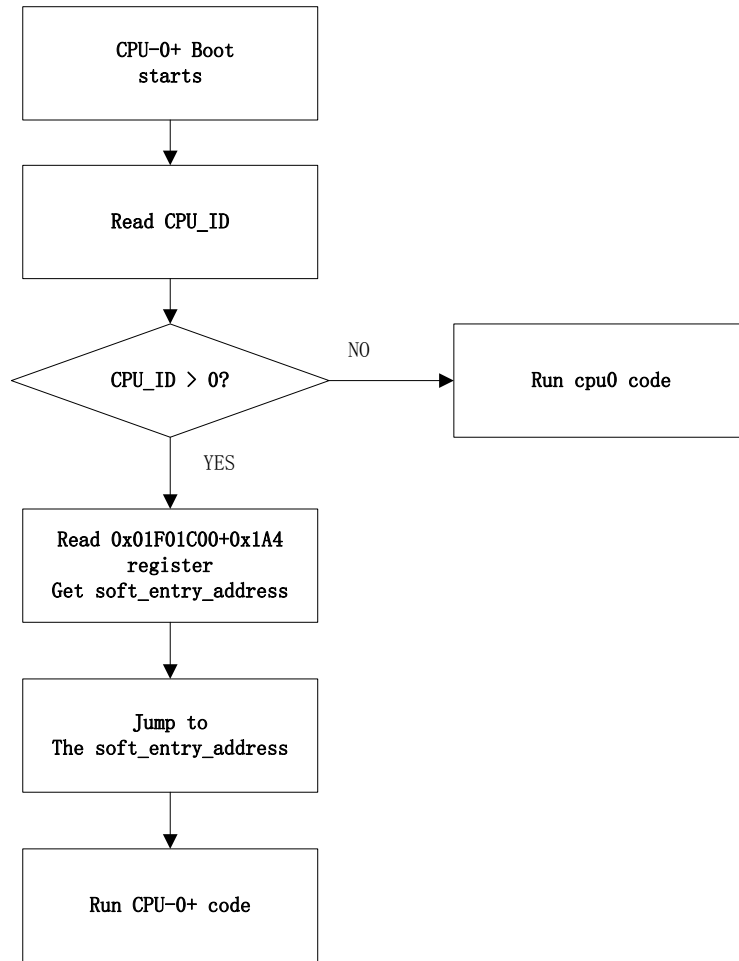 CPU-0+ Boot
starts
Read CPU_ID
CPU_ID > 0?
NO
Run cpu0 code
YES
Read 0x01F01C00+0x1A4
register
Get soft_entry_address
Jump to
The soft_entry_address
Run CPU-0+ code